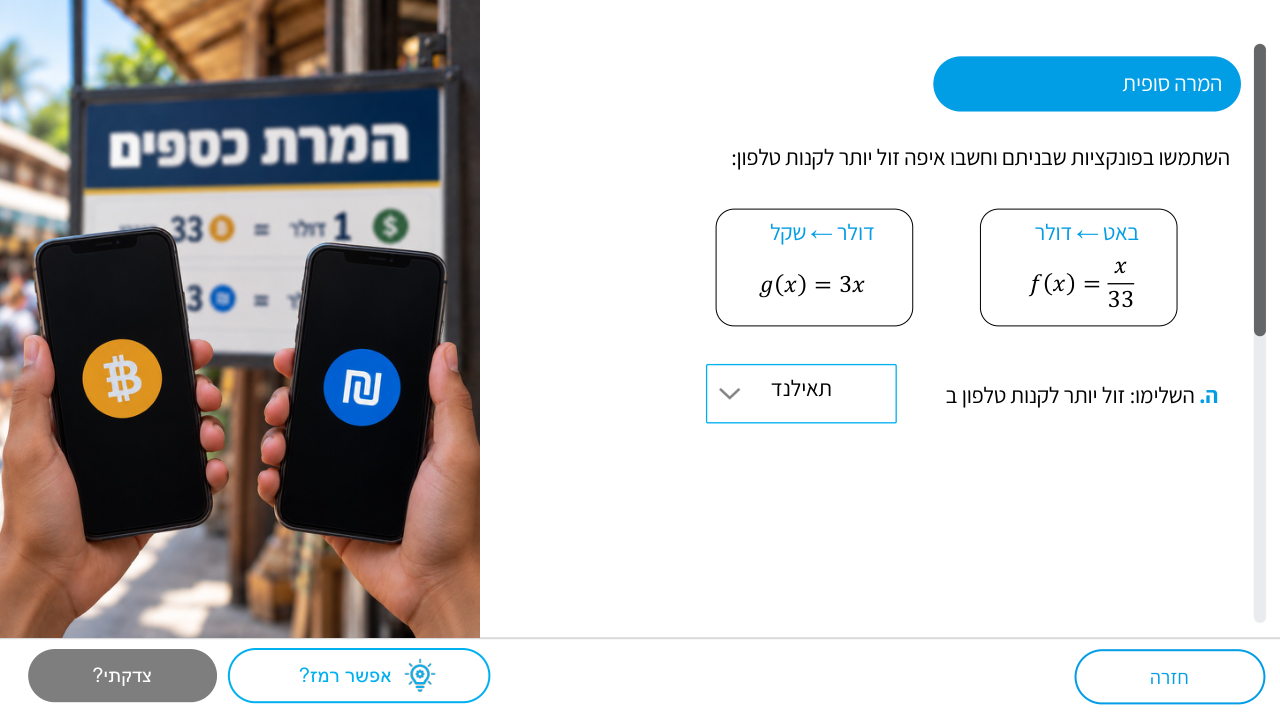 המרת כספים
1 דולר = 33
= 3
המרה סופית
השתמשו בפונקציות שבניתם וחשבו איפה זול יותר לקנות טלפון:
באט ← דולר
f(x) = x/33
דולר ← שקל
g(x) = 3x
ה. השלימו: זול יותר לקנות טלפון ב
תאילנד
חזרה
אפשר רמז?
צדקתי?